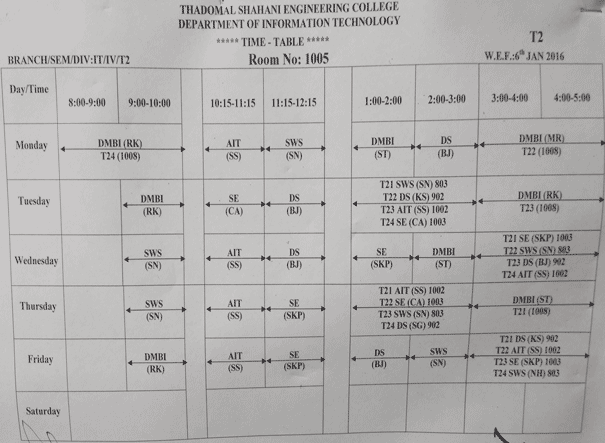 THADOMAL SHAHANI ENGINEERING COLLEGE
DEPARTMENT OF INFORMATION TECHNOLOGY
***** TIME - TABLE *****
T2
BRANCH/SEM/DIV:IT/IV/T2
Room No: 1005
W.E.F.:6th JAN 2016
Day/Time
8:00-9:00 9:00-10:00 10:15-11:15 11:15-12:15 1:00-2:00 2:00-3:00 3:00-4:00 4:00-5:00
Monday
DMBI (RK)
T24 (1008)
AIT
(SS)
SWS
(SN)
DMBI
(ST)
DS
(BJ)
DMBI (MR)
T22 (1008)
Tuesday
DMBI
(RK)
SE
(CA)
DS
(BJ)
T21 SWS (SN) 803
T22 DS (KS) 902
T23 AIT (SS) 1002
T24 SE (CA) 1003
DMBI (RK)
T23 (1008)
Wednesday
SWS
(SN)
AIT
(SS)
DS
(BJ)
SE
(SKP)
DMBI
(ST)
T21 SE (SKP) 1003
T22 SWS (SN) 803
T23 DS (BJ) 902
T24 AIT (SS) 1002
Thursday
SWS
(SN)
AIT
(SS)
SE
(SKP)
T21 AIT (SS) 1002
T22 SE (CA) 1003
T23 SWS (SN) 803
T24 DS (SG) 902
DMBI (ST)
T21 (1008)
Friday
DMBI
(RK)
AIT
(SS)
SE
(SKP)
DS
(BJ)
SWS
(SN)
T21 DS (KS) 902
T22 AIT (SS) 1002
T23 SE (SKP) 1003
T24 SWS (NH) 803
Saturday